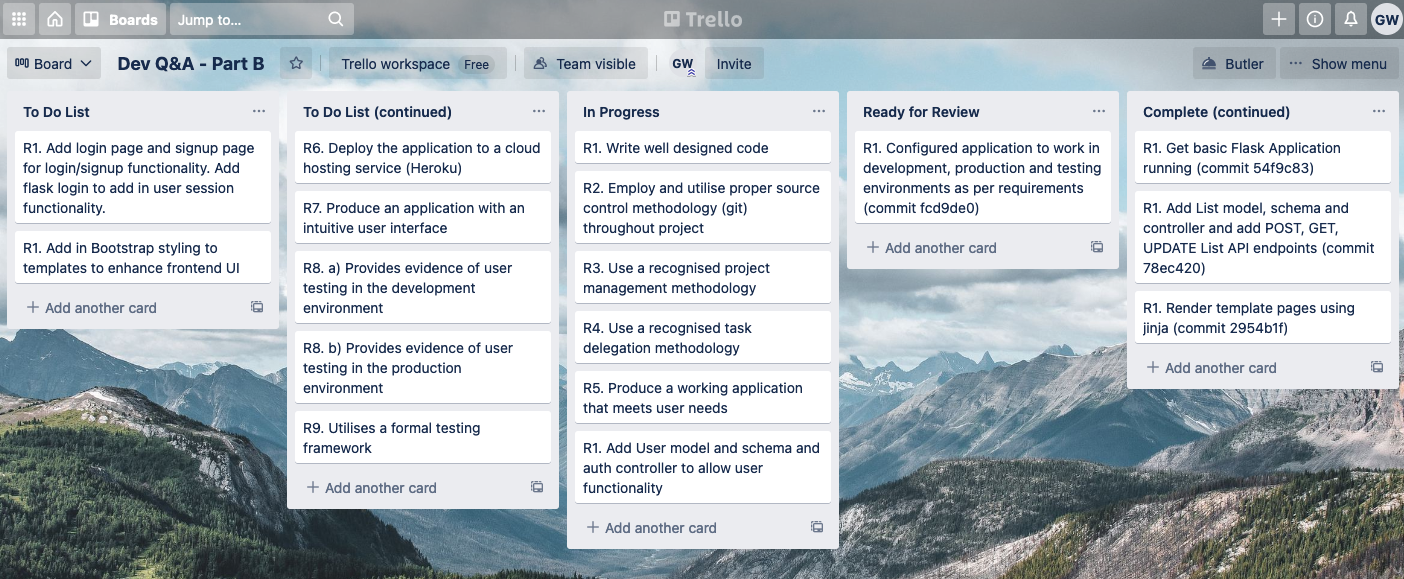 Boards
Jump to...
Trello
GW
Board
Dev Q&A - Part B
Trello workspace Free
Team visible
GW
Invite
Butler
... Show menu
To Do List
R1. Add login page and signup page
for login/signup functionality. Add
flask login to add in user session
functionality.
R1. Add in Bootstrap styling to
templates to enhance frontend UI
+ Add another card
To Do List (continued)
R6. Deploy the application to a cloud
hosting service (Heroku)
R7. Produce an application with an
intuitive user interface
R8. a) Provides evidence of user
testing in the development
environment
R8. b) Provides evidence of user
testing in the production
environment
R9. Utilises a formal testing
framework
+ Add another card
In Progress
R1. Write well designed code
R2. Employ and utilise proper source
control methodology (git)
throughout project
R3. Use a recognised project
management methodology
R4. Use a recognised task
delegation methodology
R5. Produce a working application
that meets user needs
R1. Add User model and schema and
auth controller to allow user
functionality
+ Add another card
Ready for Review
R1. Configured application to work in
development, production and testing
environments as per requirements
(commit fcd9de0)
+ Add another card
Complete (continued)
R1. Get basic Flask Application
running (commit 54f9c83)
R1. Add List model, schema and
controller and add POST, GET,
UPDATE List API endpoints (commit
78ec420)
R1. Render template pages using
jinja (commit 2954b1f)
+ Add another card